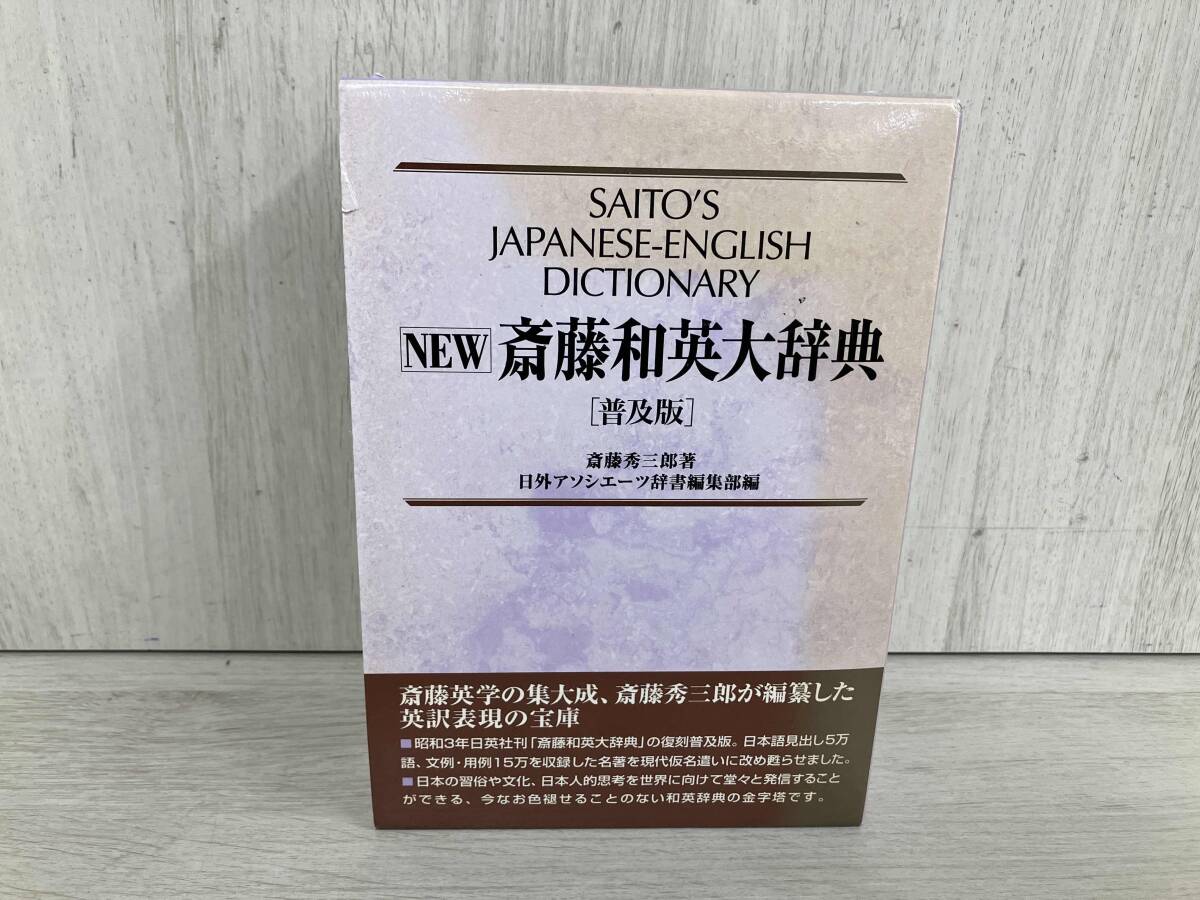 SAITO'S
JAPANESE-ENGLISH
DICTIONARY
NEW 斎藤和英大辞典
[普及版]
斎藤秀三郎著
日外アソシエーツ辞書編集部編
斎藤英学の集大成、斎藤秀三郎が編纂した
英訳表現の宝庫
■昭和3年日英社刊「斎藤和英大辞典」の復刻普及版。日本語見出し5万
語、文例・用例15万を収録した名著を現代仮名遣いに改め甦らせました。
■日本の習俗や文化、日本人的思考を世界に向けて堂々と発信すること
ができる、今なお色褪せることのない和英辞典の金字塔です。